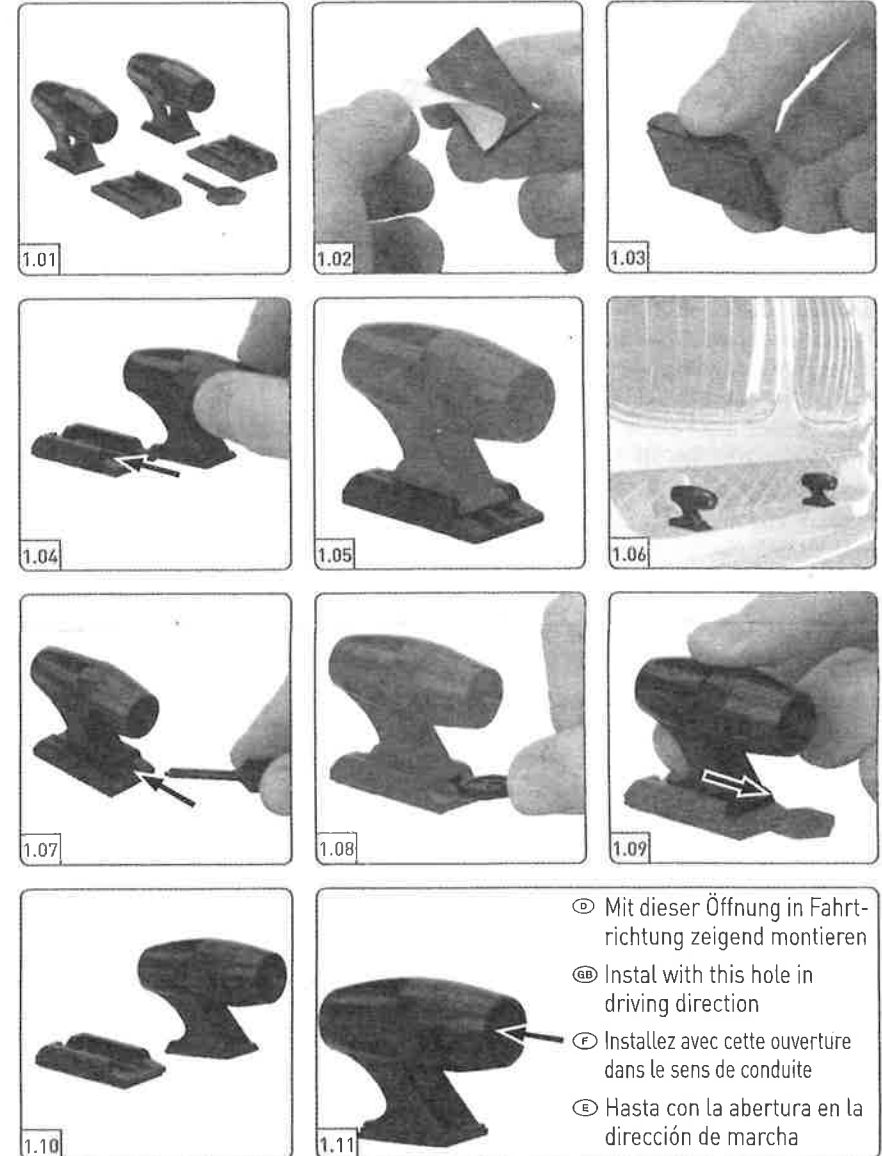 1.01
1.02
1.03
1.04
1.05
1.06
1.07
1.08
1.09
1.10
1.11
D Mit dieser Öffnung in Fahrt-
richtung zeigend montieren
GB Instal with this hole in
driving direction
F Installez avec cette ouverture
dans le sens de conduite
E Hasta con la abertura en la
dirección de marcha